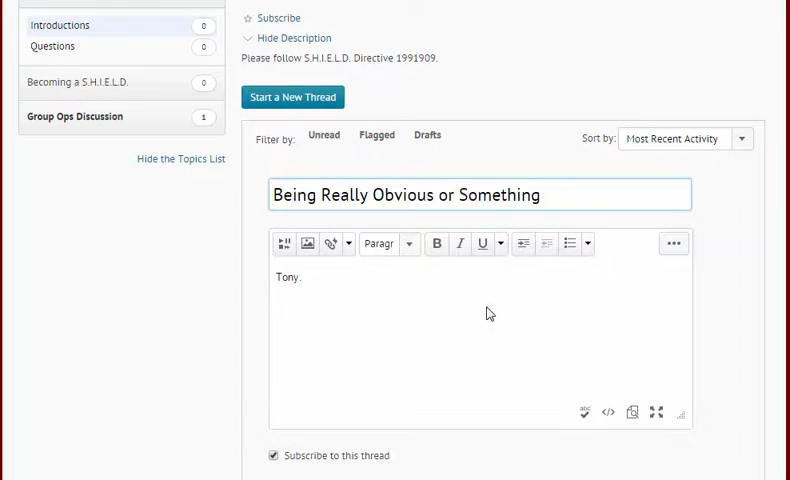 Introductions 0
Questions 0
Becoming a S.H.I.E.L.D. 0
Group Ops Discussion 1
Hide the Topics List
Subscribe
Hide Description
Please follow S.H.I.E.L.D. Directive 1991909.
Start a New Thread
Filter by: Unread Flagged Drafts
Sort by: Most Recent Activity
Being Really Obvious or Something
Paragr B I U
Tony.
abc
Subscribe to this thread